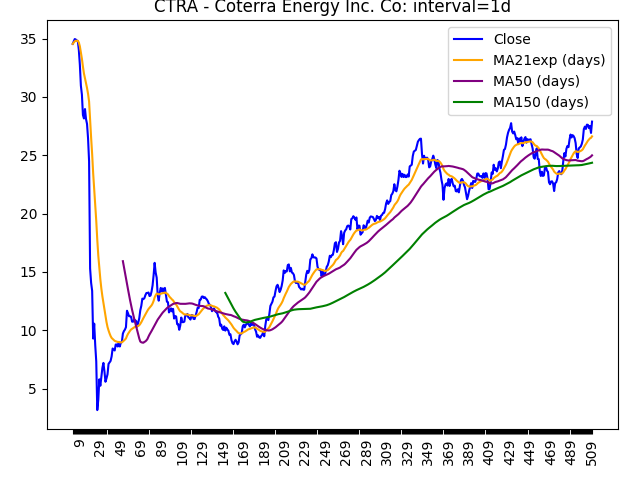 CTRA - Coterra Energy Inc. Co: interval=1d
Close
MA21exp (days)
MA50 (days)
MA150 (days)
35
30
25
20
15
10
5
9 29 49 69 89 109 129 149 169 189 209 229 249 269 289 309 329 349 369 389 409 429 449 469 489 509